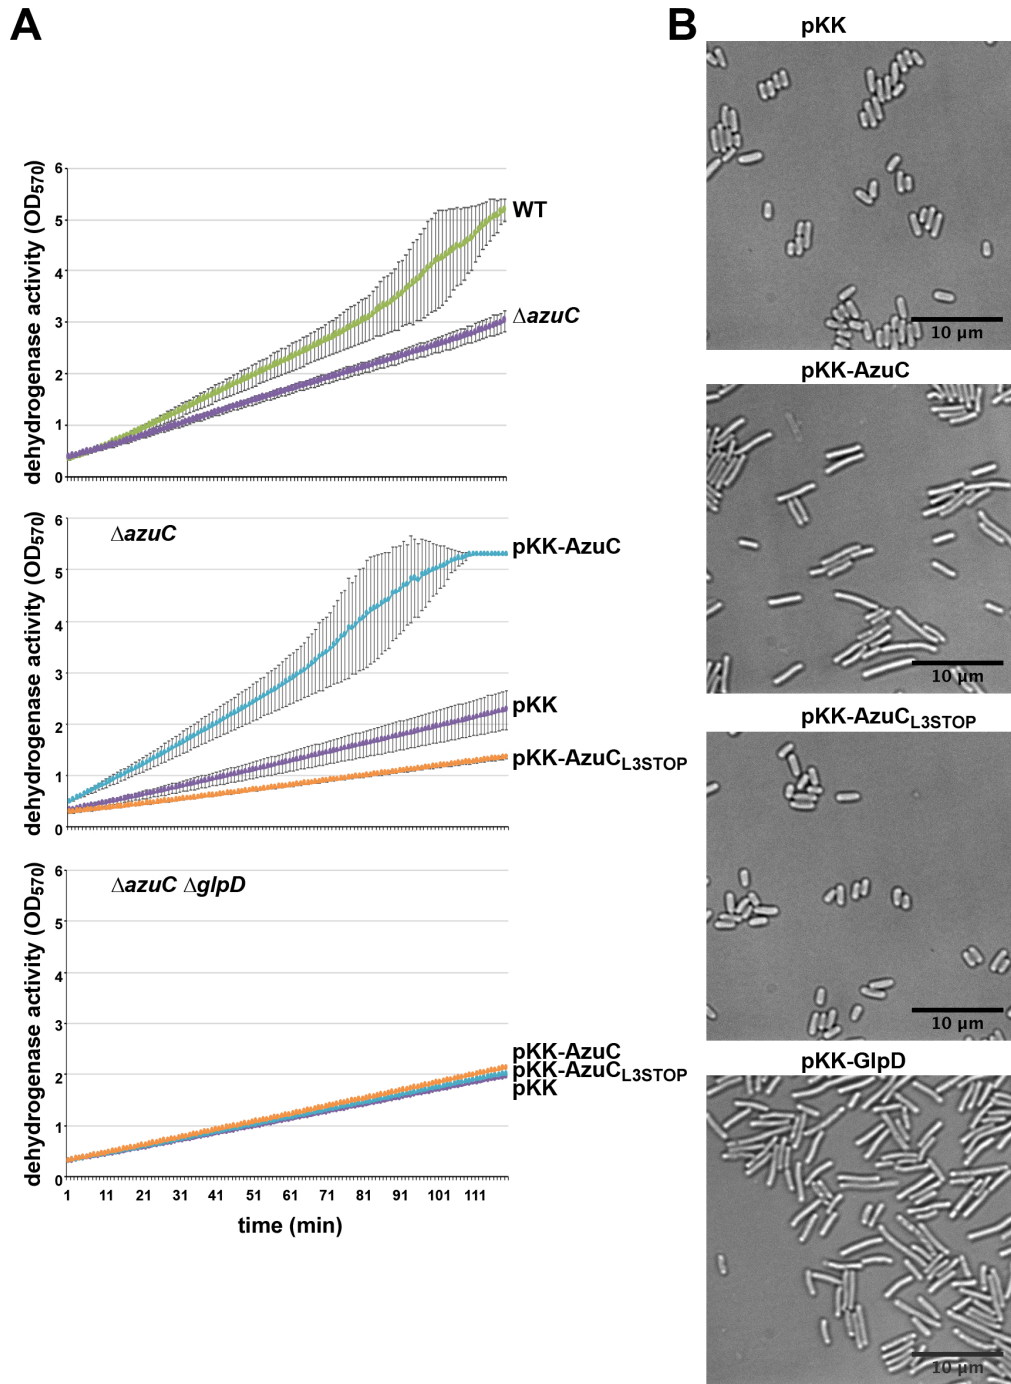 A
dehydrogenase activity (OD570)
6
5
4
3
2
1
0
WT
ΔazuC
dehydrogenase activity (OD570)
6
5
4
3
2
1
0
ΔazuC
pKK-AzuC
pKK
pKK-AzuCL3STOP
dehydrogenase activity (OD570)
6
5
4
3
2
1
0
ΔazuC ΔglpD
pKK-AzuC
pKK-AzuCL3STOP
pKK
1 11 21 31 41 51 61 71 81 91 101 111
time (min)
B
pKK
10 µm
pKK-AzuC
10 µm
pKK-AzuCL3STOP
10 µm
pKK-GlpD
10 µm